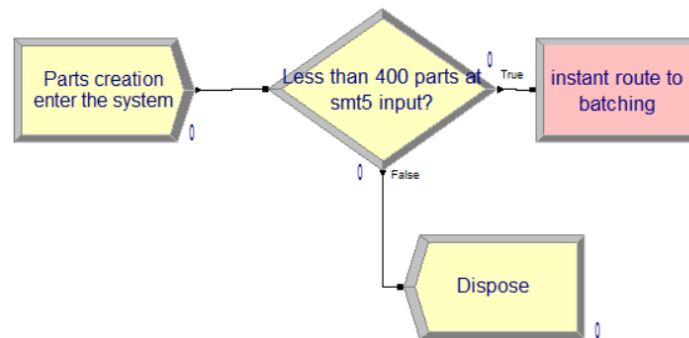 Parts creation
enter the system
0
Less than 400 parts at
smt5 input?
0
True
0
False
instant route to
batching
Dispose
0